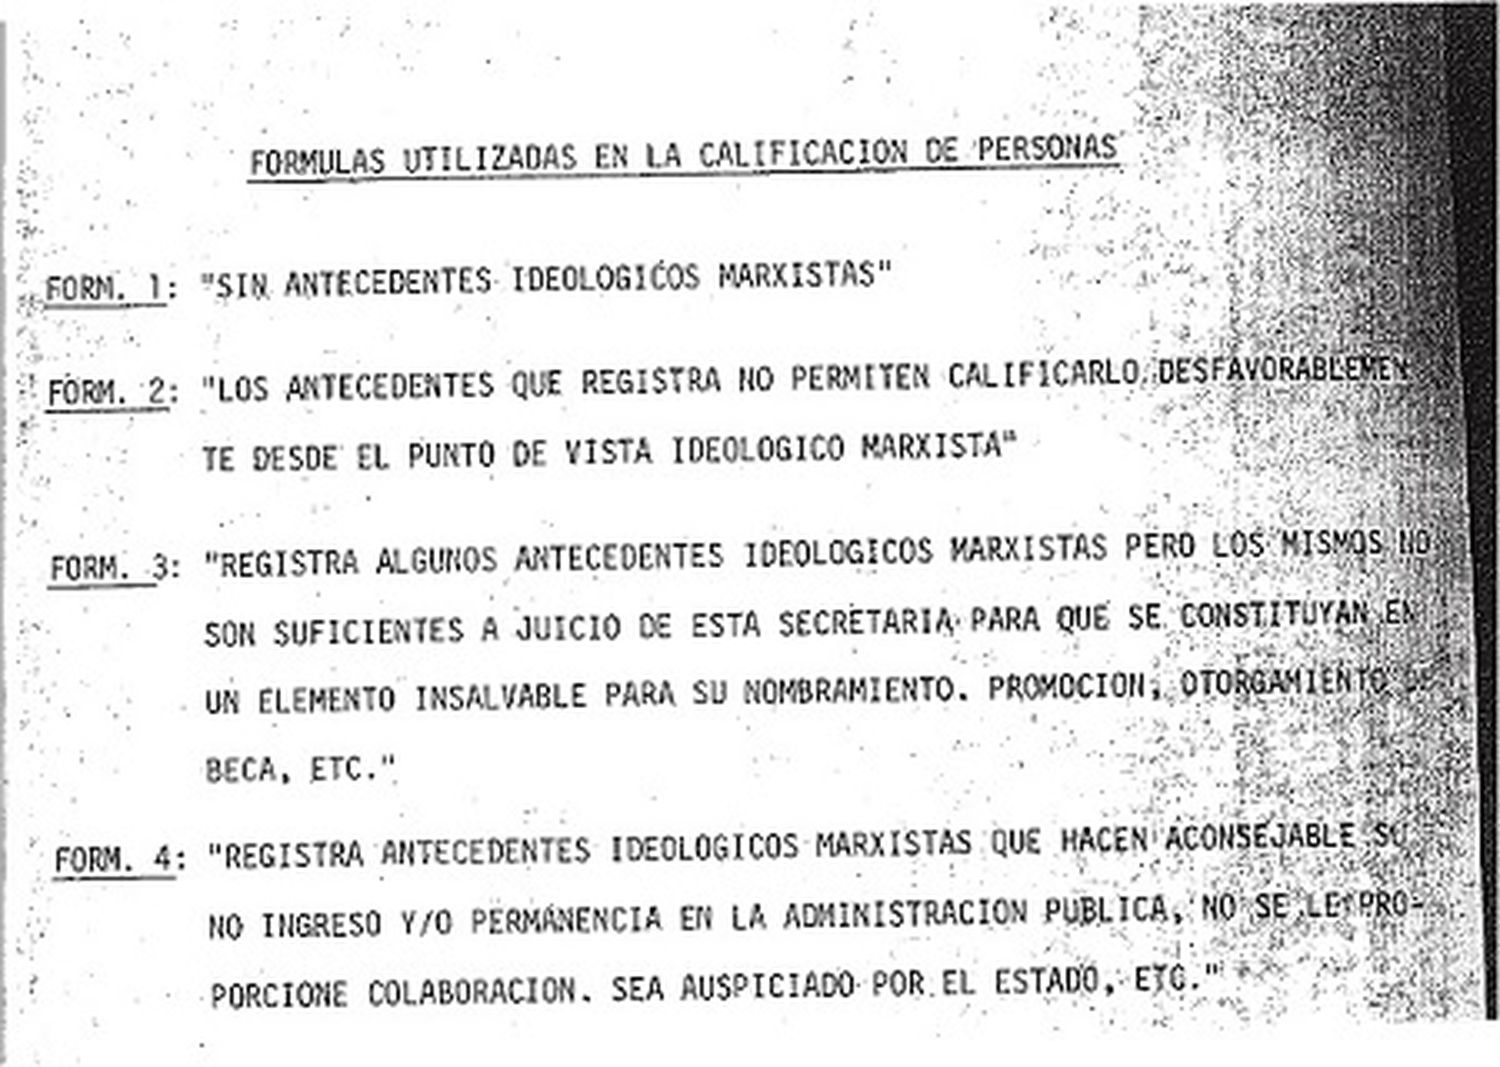 FORMULAS UTILIZADAS EN LA CALIFICACION DE PERSONAS
FORM. 1: "SIN ANTECEDENTES IDEOLOGICOS MARXISTAS"
FORM. 2: "LOS ANTECEDENTES QUE REGISTRA NO PERMITEN CALIFICARLO DESFAVORABLEMEN
TE DESDE EL PUNTO DE VISTA IDEOLOGICO MARXISTA"
FORM. 3: "REGISTRA ALGUNOS ANTECEDENTES IDEOLOGICOS MARXISTAS PERO LOS MISMOS NO
SON SUFICIENTES A JUICIO DE ESTA SECRETARIA PARA QUE SE CONSTITUYAN EN
UN ELEMENTO INSALVABLE PARA SU NOMBRAMIENTO. PROMOCION, OTORGAMIENTO DE
BECA, ETC."
FORM. 4: "REGISTRA ANTECEDENTES IDEOLOGICOS MARXISTAS QUE HACEN ACONSEJABLE SU
NO INGRESO Y/O PERMANENCIA EN LA ADMINISTRACION PUBLICA, NO SE LE PRO-
PORCIONE COLABORACION. SEA AUSPICIADO POR EL ESTADO, ETC."